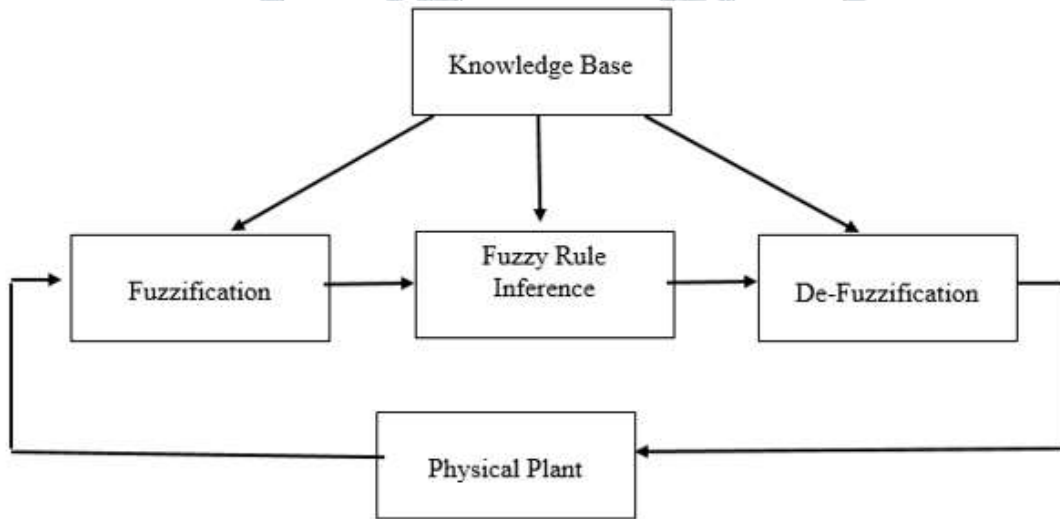 Knowledge Base
Fuzzification
Fuzzy Rule
Inference
De-Fuzzification
Physical Plant